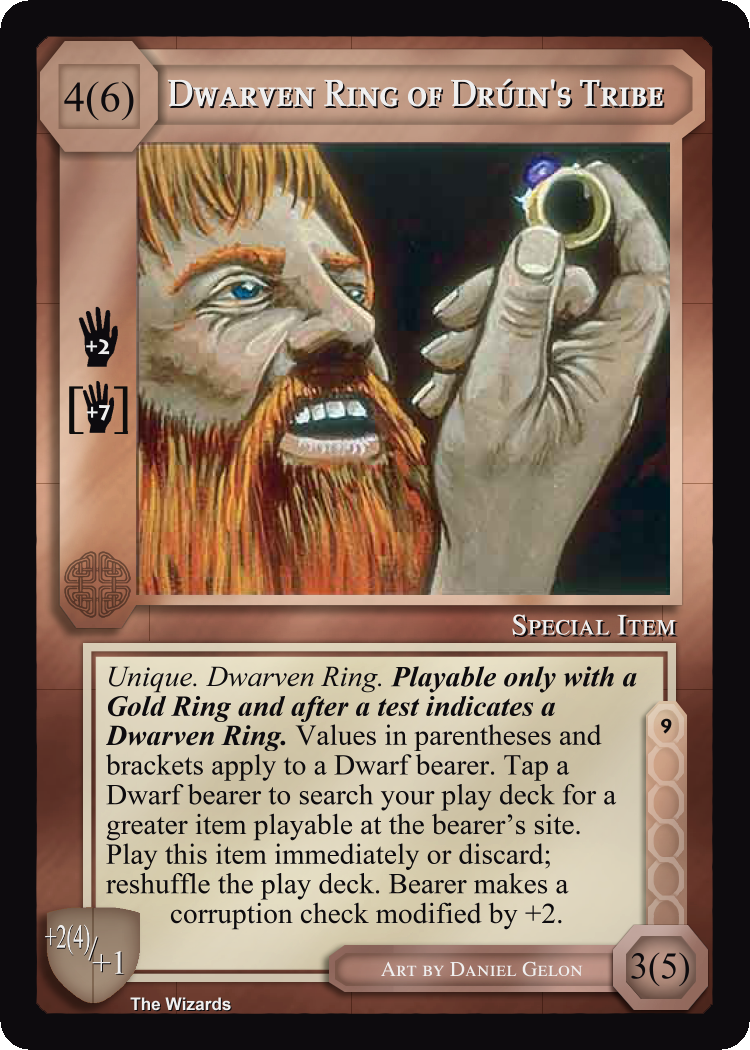 4(6)
Dwarven Ring of Drúin's Tribe
+2
[+7]
Special Item
Unique. Dwarven Ring. Playable only with a
Gold Ring and after a test indicates a
Dwarven Ring. Values in parentheses and
brackets apply to a Dwarf bearer. Tap a
Dwarf bearer to search your play deck for a
greater item playable at the bearer's site.
Play this item immediately or discard;
reshuffle the play deck. Bearer makes a
corruption check modified by +2.
9
+2(4)/+1
Art by Daniel Gelon
3(5)
The Wizards